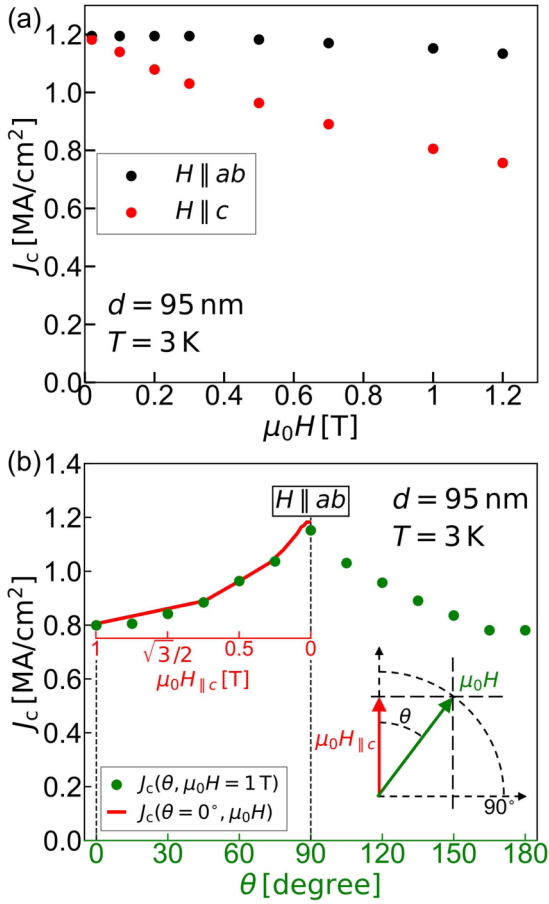 (a)
1.2
1.0
0.8
0.6
0.4
0.2
0.0
J_c [MA/cm²]
H ∥ ab
H ∥ c
d = 95 nm
T = 3 K
0 0.2 0.4 0.6 0.8 1 1.2
μ₀H [T]
(b)
1.4
1.2
1.0
0.8
0.6
0.4
0.2
0.0
J_c [MA/cm²]
H ∥ ab
d = 95 nm
T = 3 K
1 √3/2 0.5 0
μ₀H_∥c [T]
μ₀H
θ
μ₀H_∥c
90°
J_c(θ, μ₀H = 1 T)
J_c(θ = 0°, μ₀H)
0 30 60 90 120 150 180
θ [degree]